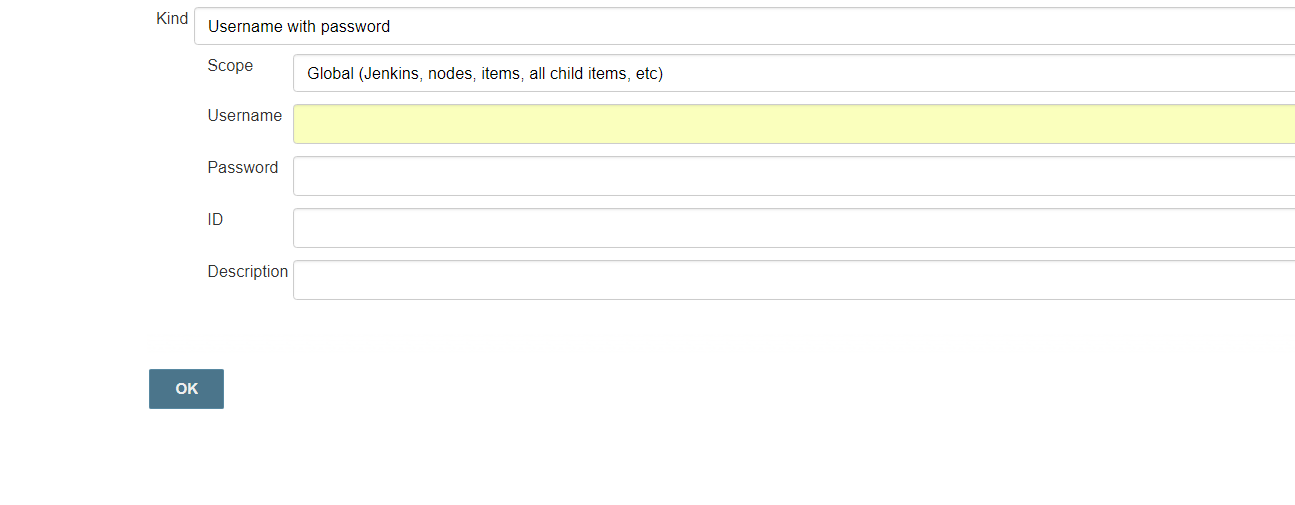 Kind
Username with password
Scope
Global (Jenkins, nodes, items, all child items, etc)
Username
Password
ID
Description
OK